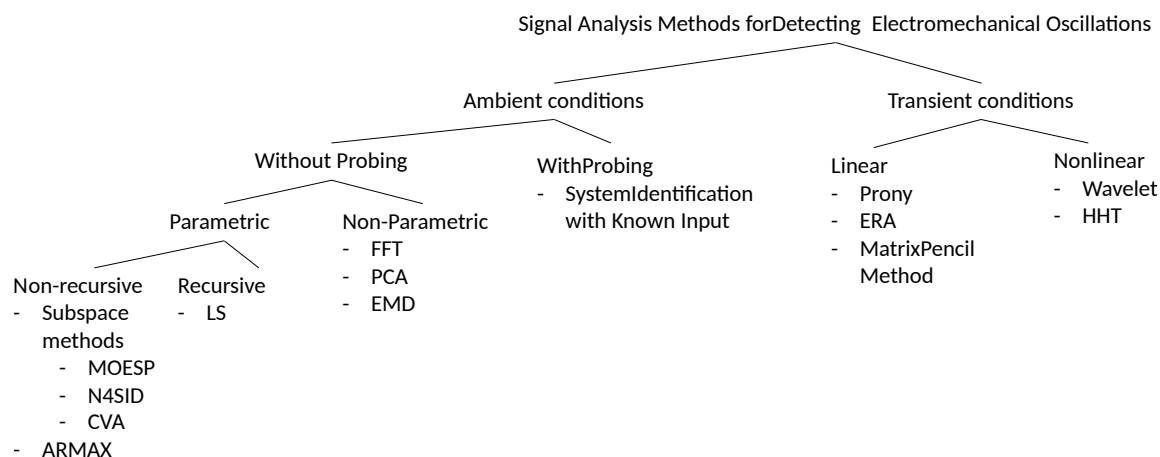 Signal Analysis Methods forDetecting Electromechanical Oscillations
Ambient conditions
Transient conditions
Without Probing
WithProbing
- SystemIdentification
with Known Input
Linear
- Prony
- ERA
- MatrixPencil
Method
Nonlinear
- Wavelet
- HHT
Parametric
Non-Parametric
- FFT
- PCA
- EMD
Non-recursive
- Subspace
methods
- MOESP
- N4SID
- CVA
- ARMAX
Recursive
- LS